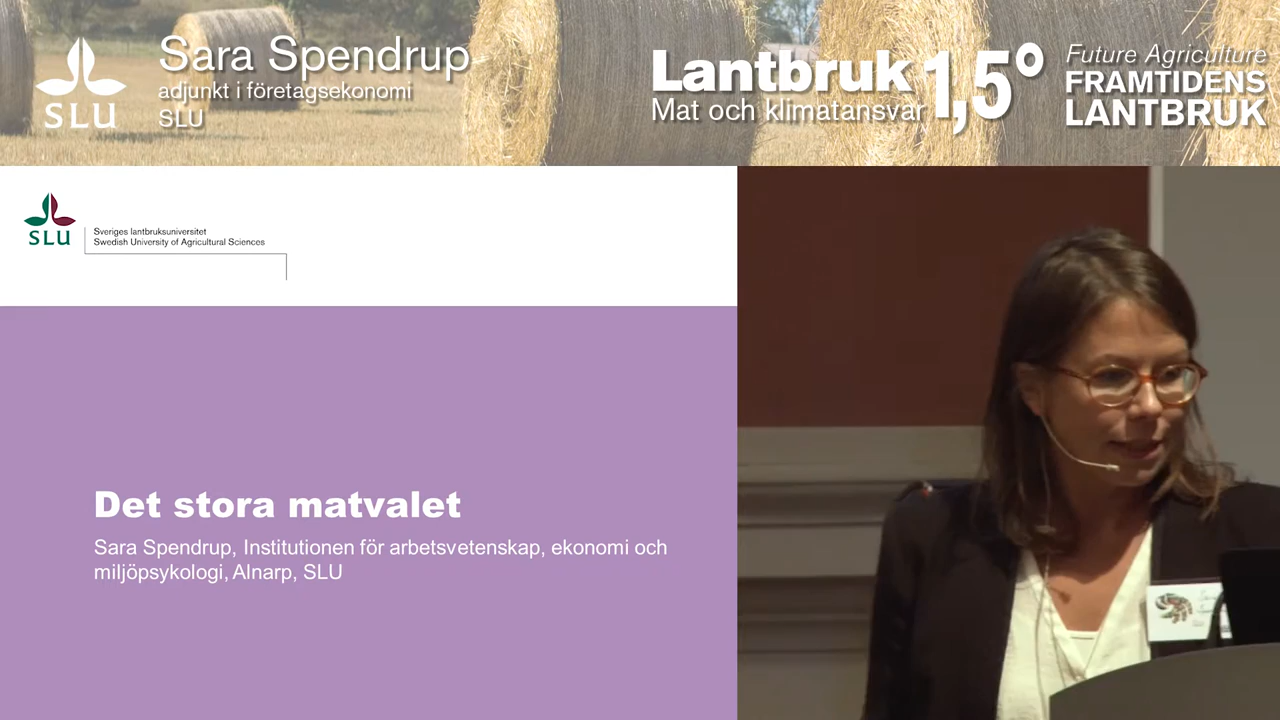 Sara Spendrup
adjunkt i företagsekonomi
SLU
SLU
Lantbruk 1,5°
Mat och klimatansvar
Future Agriculture
FRAMTIDENS
LANTBRUK
SLU
Sveriges lantbruksuniversitet
Swedish University of Agricultural Sciences
Det stora matvalet
Sara Spendrup, Institutionen för arbetsvetenskap, ekonomi och
miljöpsykologi, Alnarp, SLU